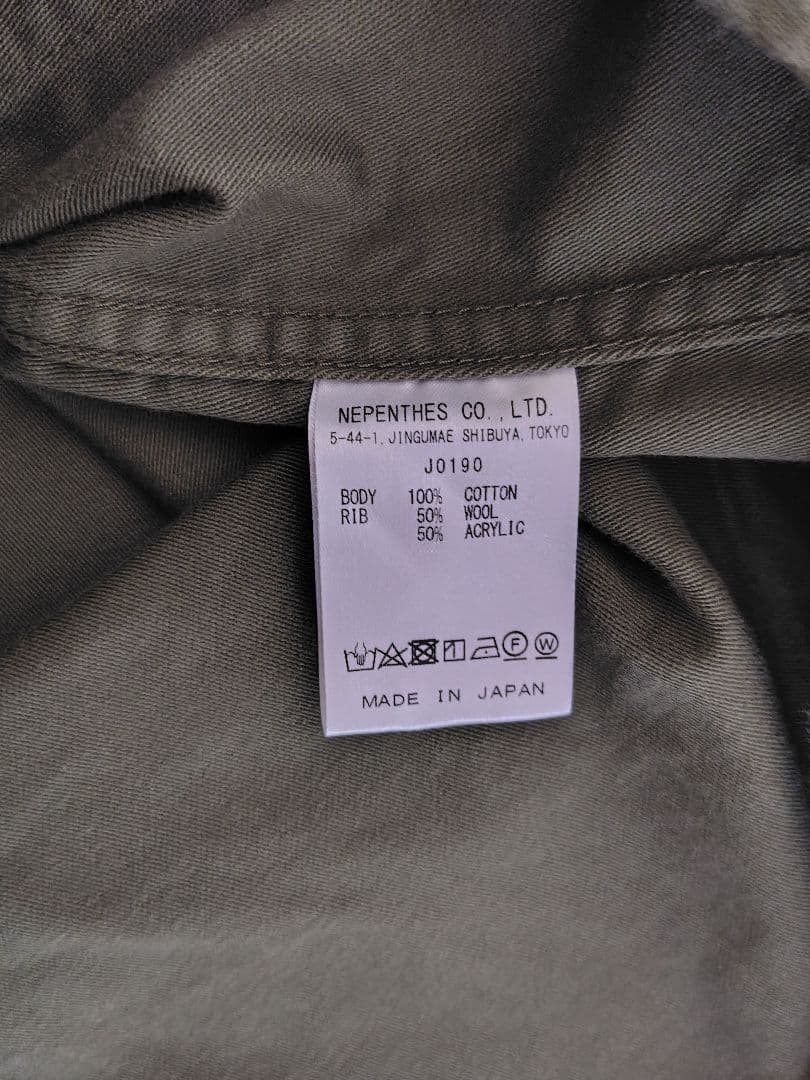 NEPENTHES CO., LTD.
5-44-1, JINGUMAE SHIBUYA, TOKYO
J0190
BODY 100% COTTON
RIB 50% WOOL
50% ACRYLIC
F W
MADE IN JAPAN